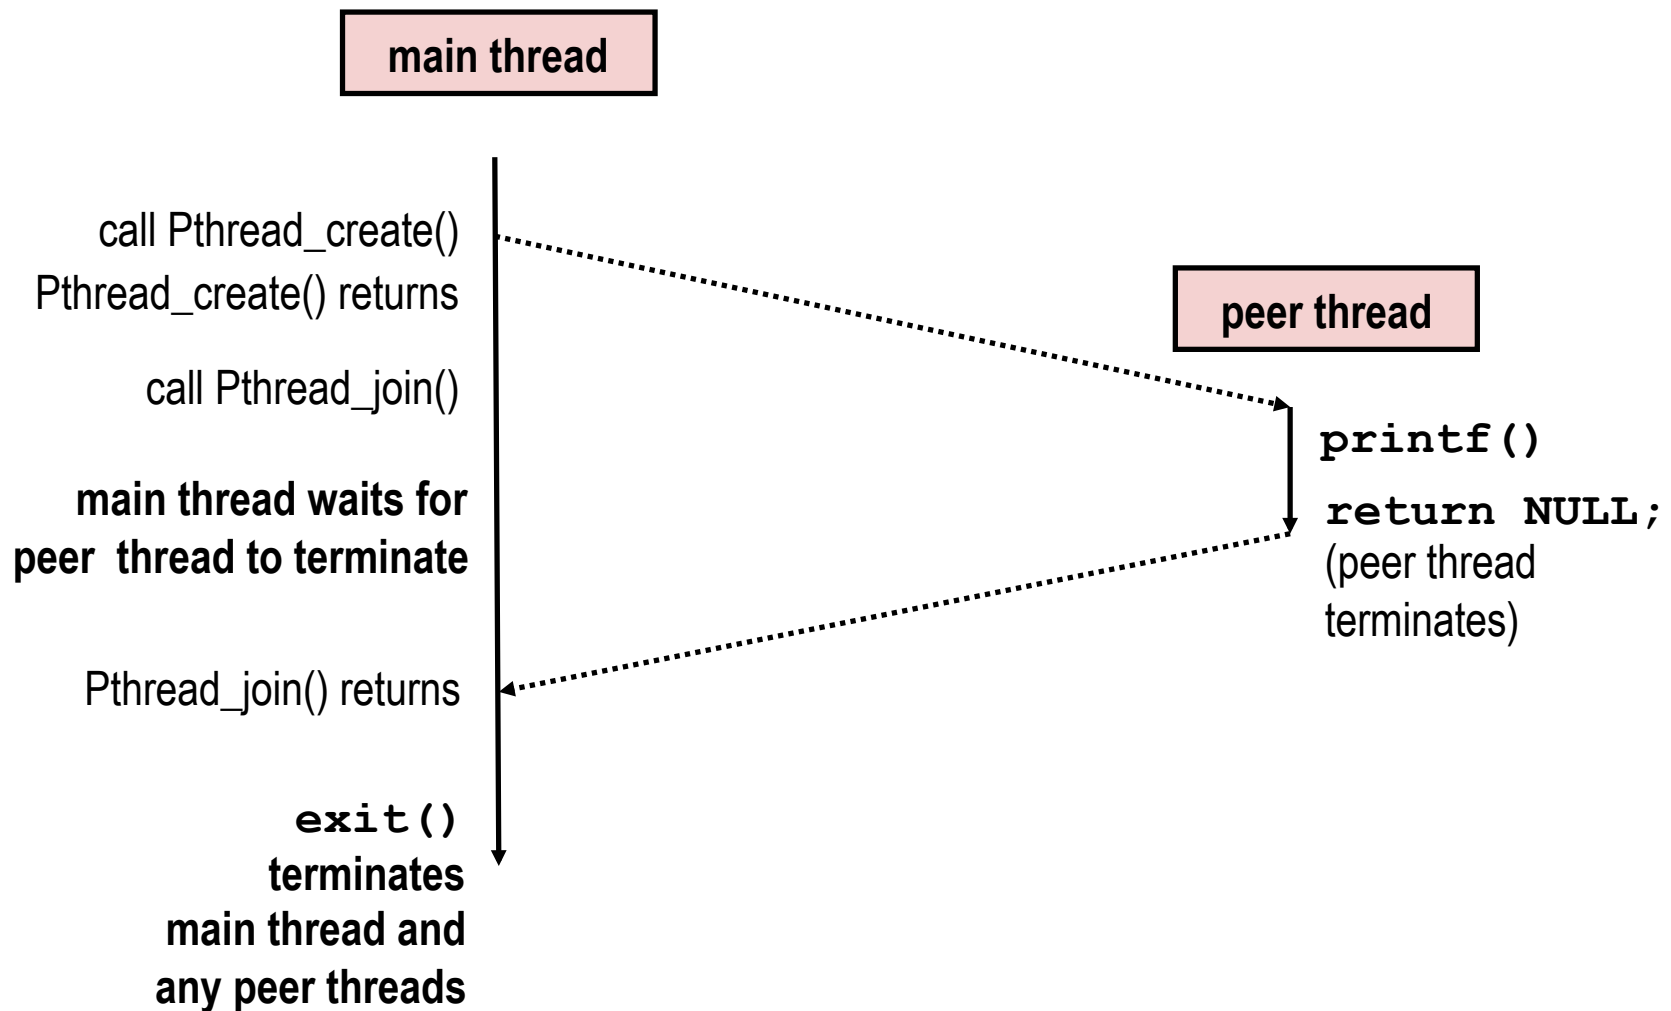 main thread
call Pthread_create()
Pthread_create() returns
call Pthread_join()
main thread waits for
peer  thread to terminate
Pthread_join() returns
exit()
terminates
main thread and
any peer threads
peer thread
printf()
return NULL;
(peer thread
terminates)